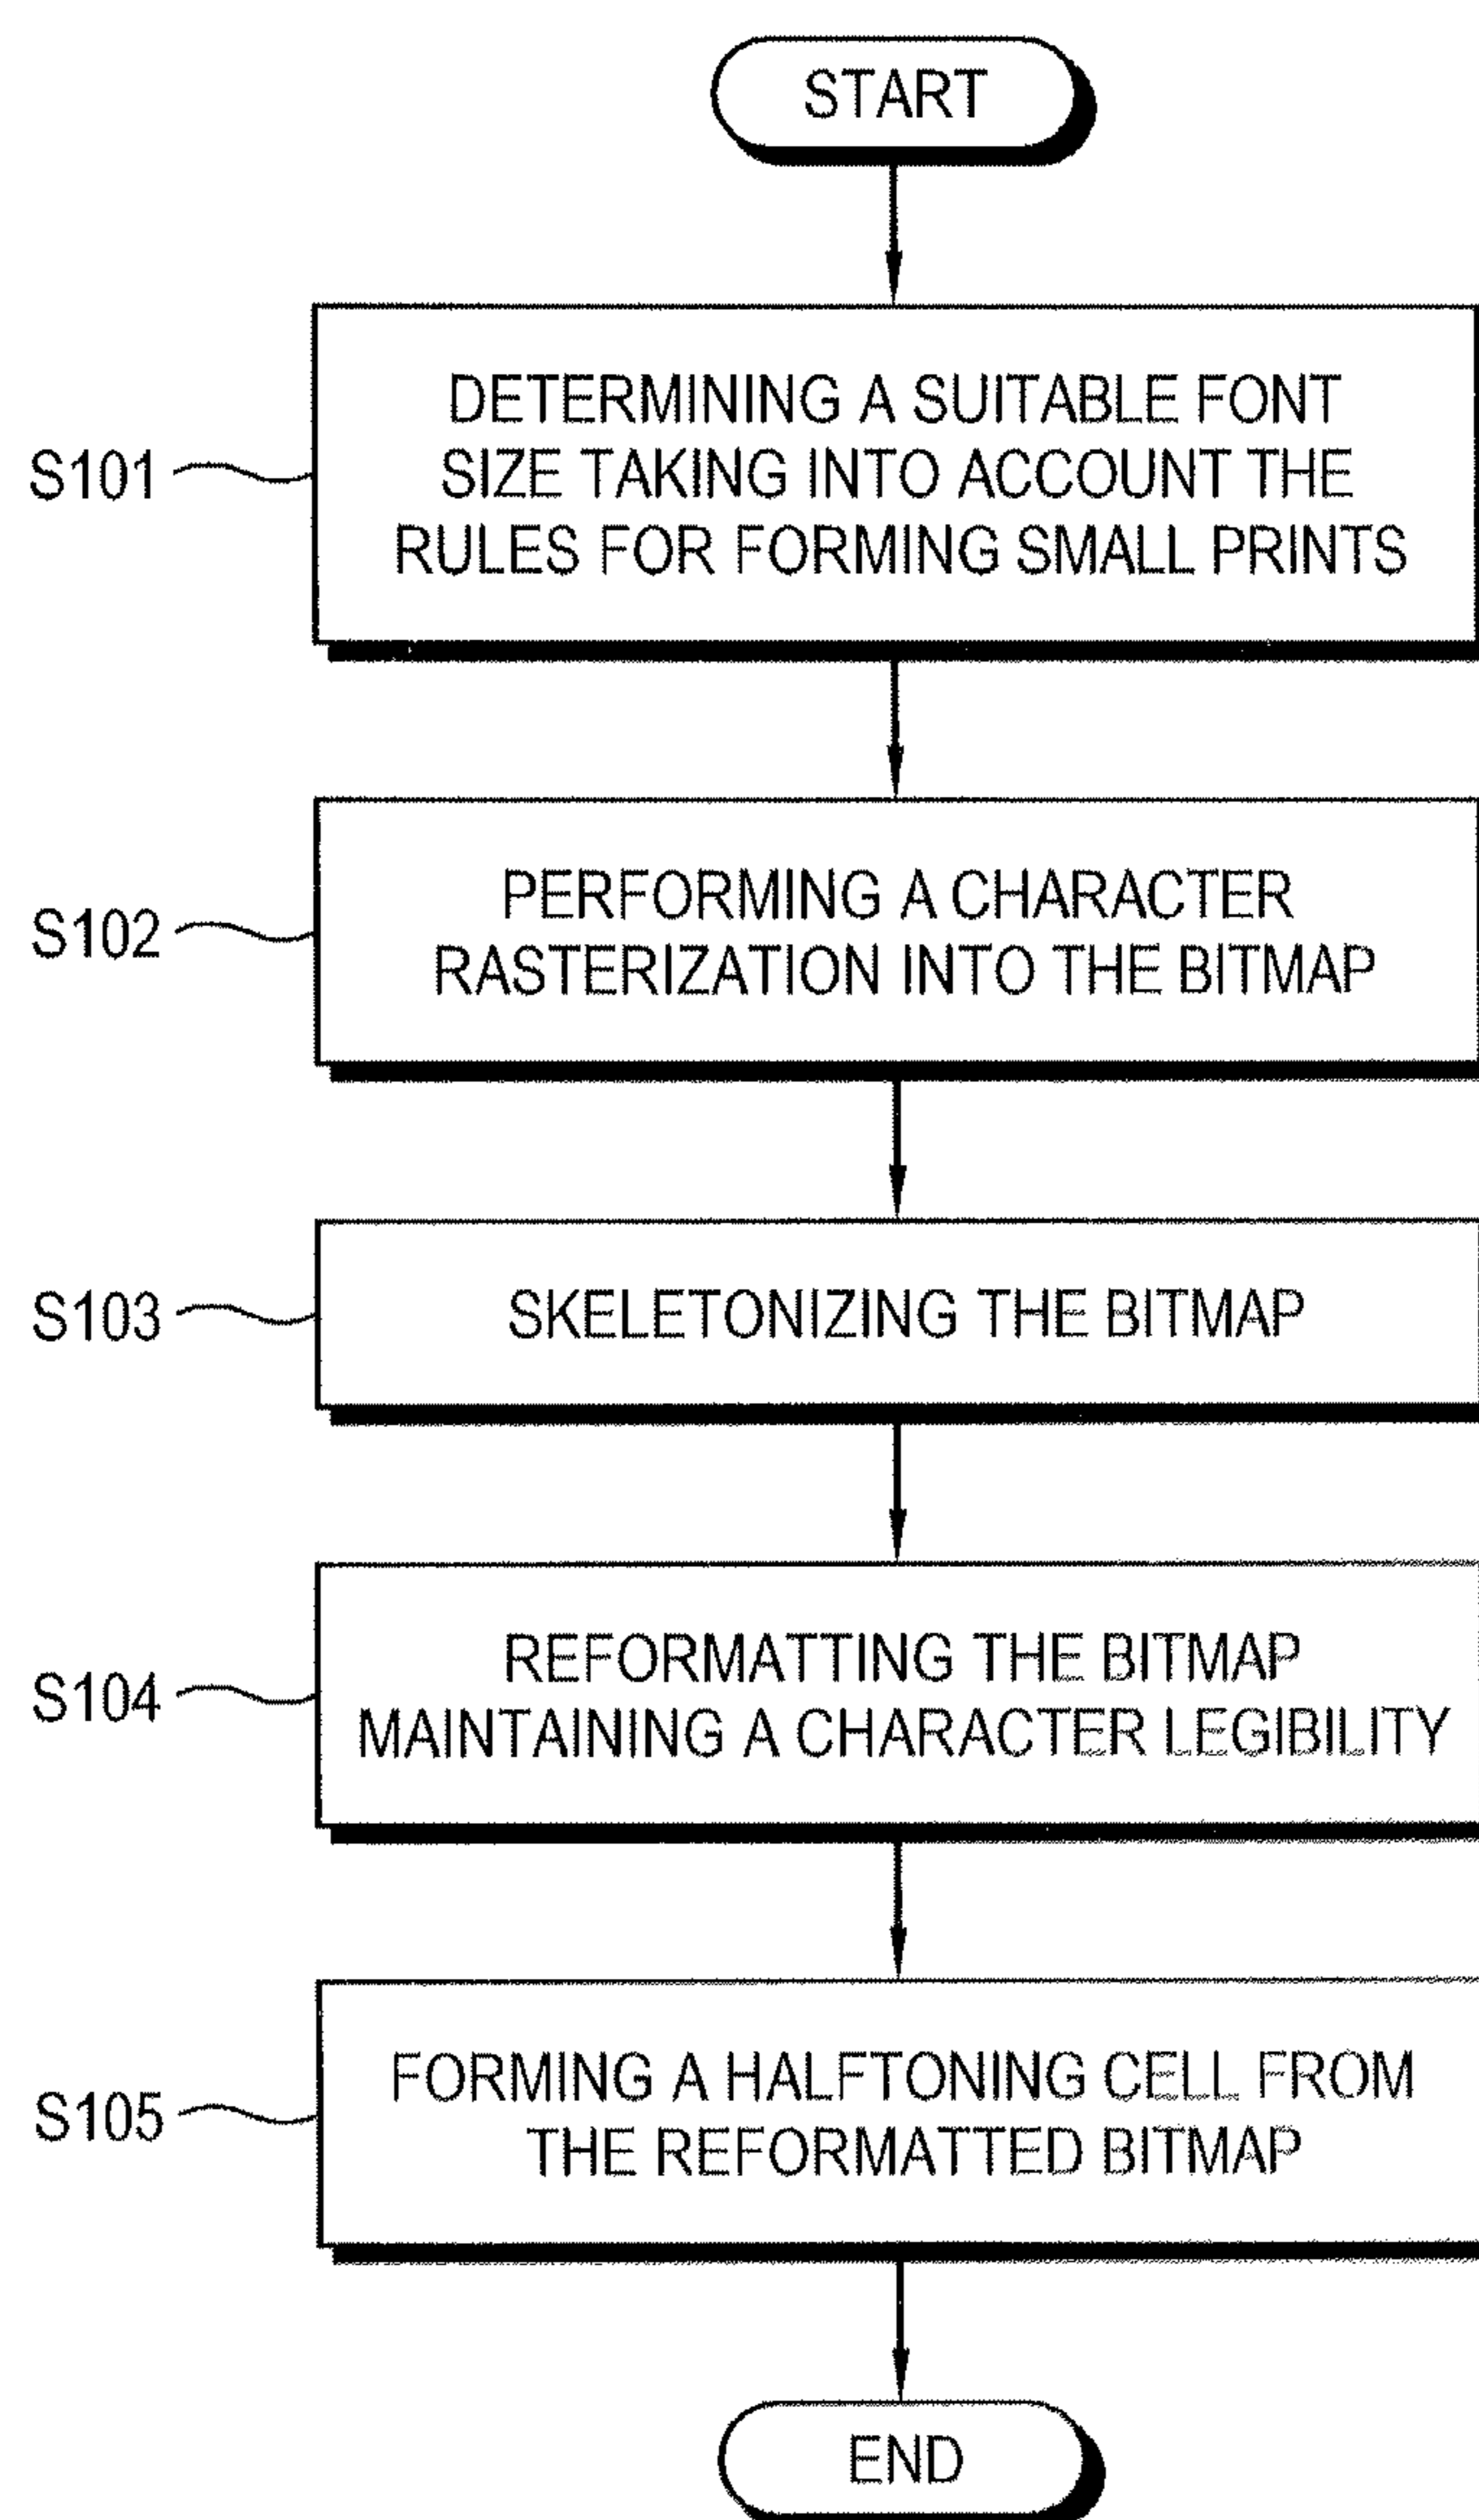 START
S101
DETERMINING A SUITABLE FONT
SIZE TAKING INTO ACCOUNT THE
RULES FOR FORMING SMALL PRINTS
S102
PERFORMING A CHARACTER
RASTERIZATION INTO THE BITMAP
S103
SKELETONIZING THE BITMAP
S104
REFORMATTING THE BITMAP
MAINTAINING A CHARACTER LEGIBILITY
S105
FORMING A HALFTONING CELL FROM
THE REFORMATTED BITMAP
END